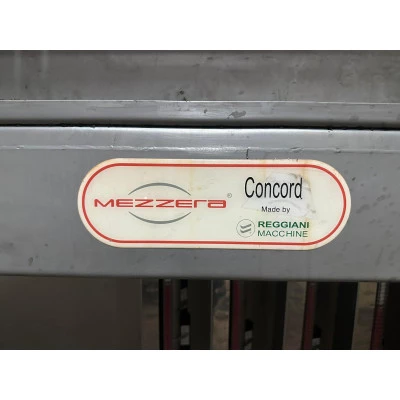 MEZZERA ®
Concord
Made by
REGGIANI
MACCHINE